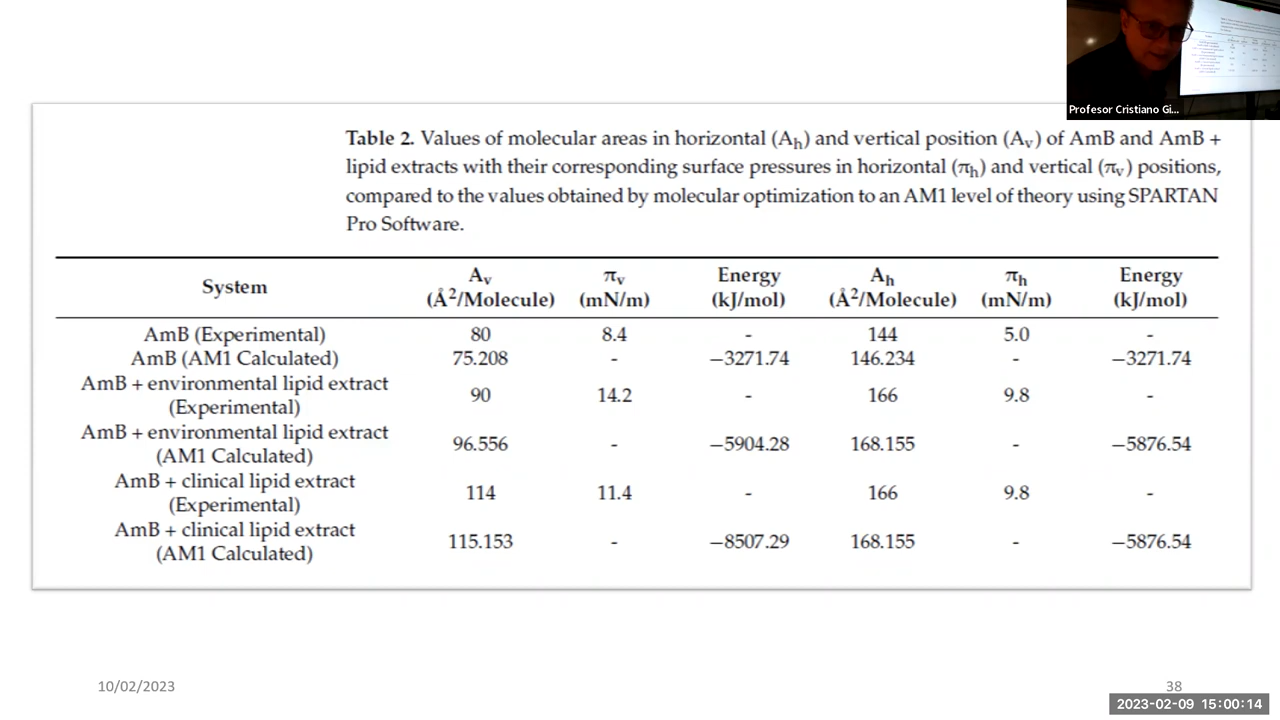 Profesor Cristiano Gi...
Table 2. Values of molecular areas in horizontal (Ah) and vertical position (Av) of AmB and AmB +
lipid extracts with their corresponding surface pressures in horizontal (πh) and vertical (πv) positions,
compared to the values obtained by molecular optimization to an AM1 level of theory using SPARTAN
Pro Software.
System Av (Å²/Molecule) πv (mN/m) Energy (kJ/mol) Ah (Å²/Molecule) πh (mN/m) Energy (kJ/mol)
AmB (Experimental) 80 8.4 - 144 5.0 -
AmB (AM1 Calculated) 75.208 - −3271.74 146.234 - −3271.74
AmB + environmental lipid extract (Experimental) 90 14.2 - 166 9.8 -
AmB + environmental lipid extract (AM1 Calculated) 96.556 - −5904.28 168.155 - −5876.54
AmB + clinical lipid extract (Experimental) 114 11.4 - 166 9.8 -
AmB + clinical lipid extract (AM1 Calculated) 115.153 - −8507.29 168.155 - −5876.54
10/02/2023
38
2023-02-09 15:00:14